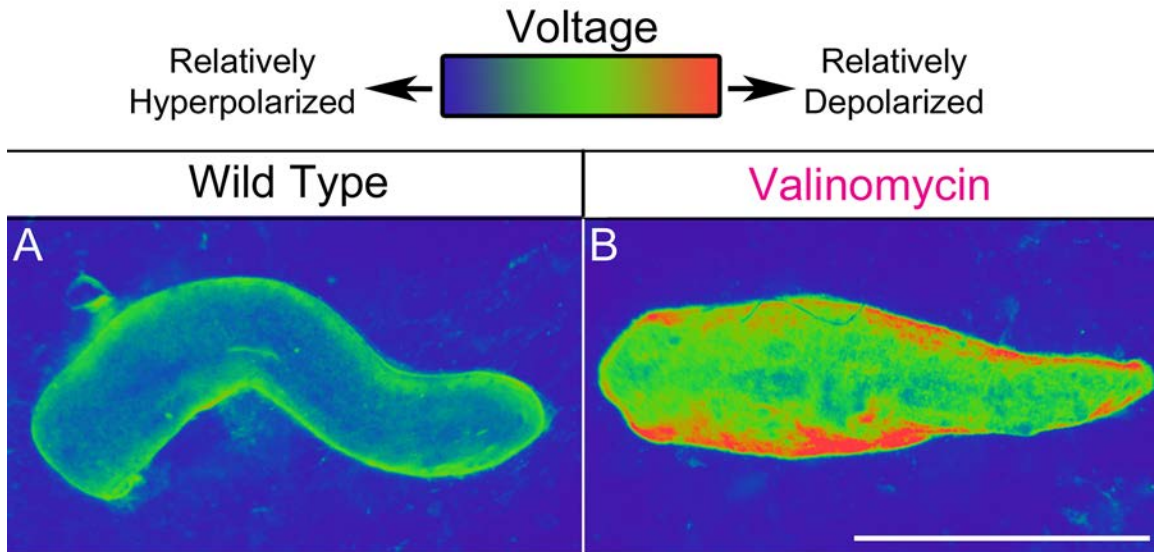 Voltage
Relatively
Hyperpolarized
Relatively
Depolarized
Wild Type
Valinomycin
A
B